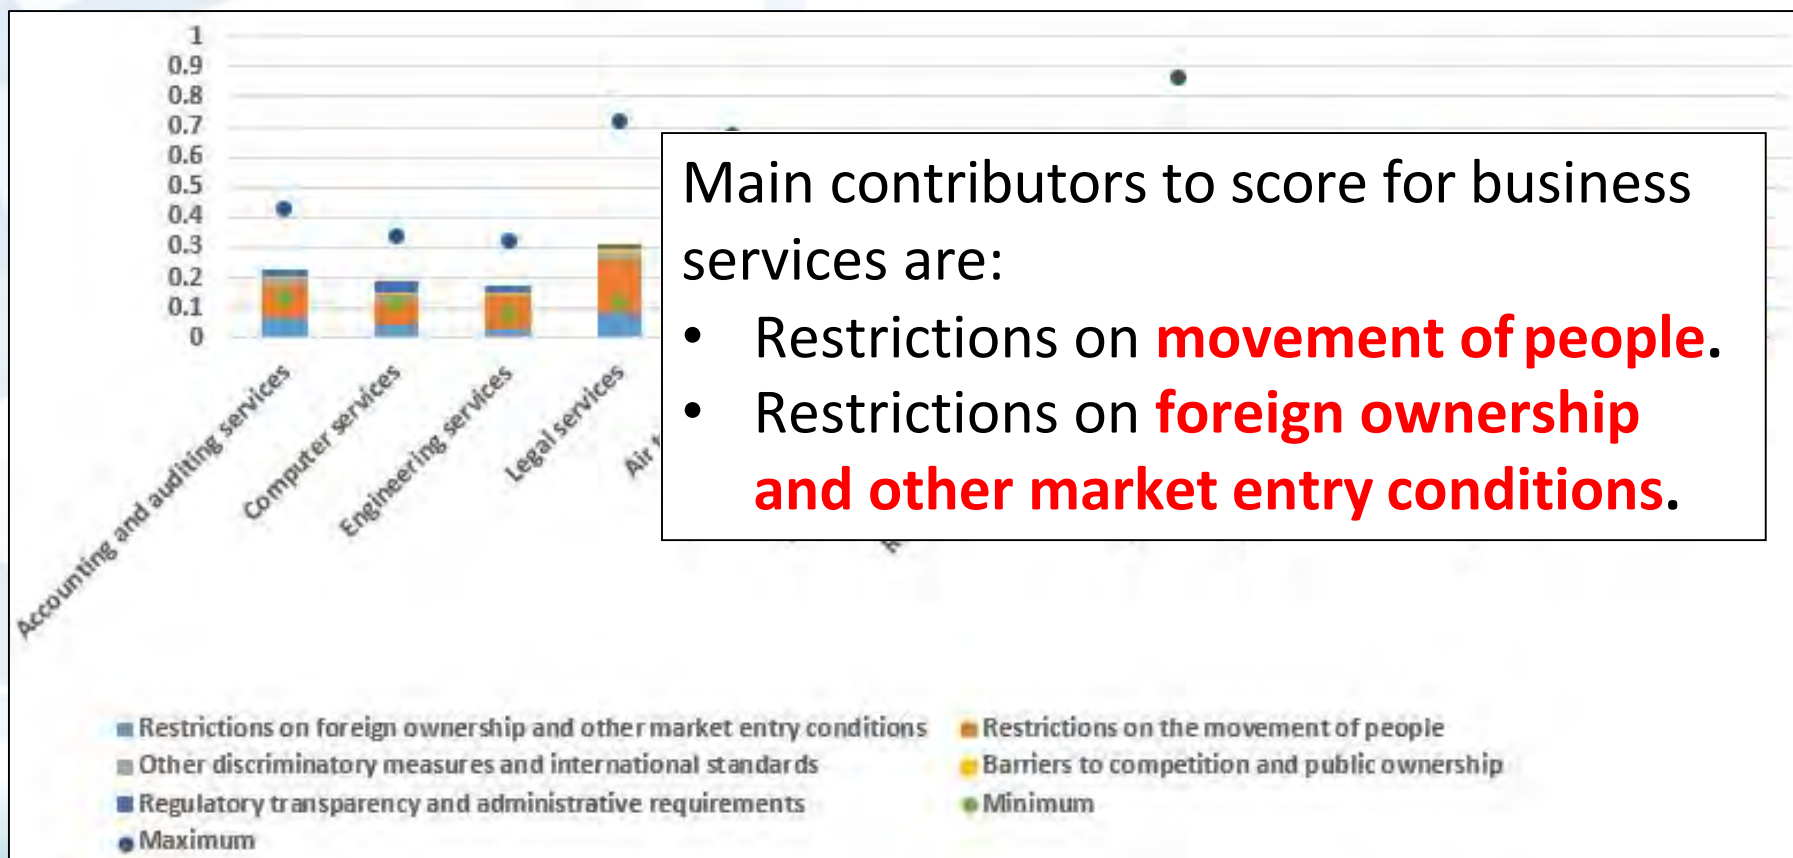 1
0.9
0.8
0.7
0.6
0.5
0.4
0.3
0.2
0.1
0
Main contributors to score for business
services are:
• Restrictions on movement of people.
• Restrictions on foreign ownership
and other market entry conditions.
Accounting and auditing services
Computer services
Engineering services
Legal services
Air
Restrictions on foreign ownership and other market entry conditions
Restrictions on the movement of people
Other discriminatory measures and international standards
Barriers to competition and public ownership
Regulatory transparency and administrative requirements
Minimum
Maximum